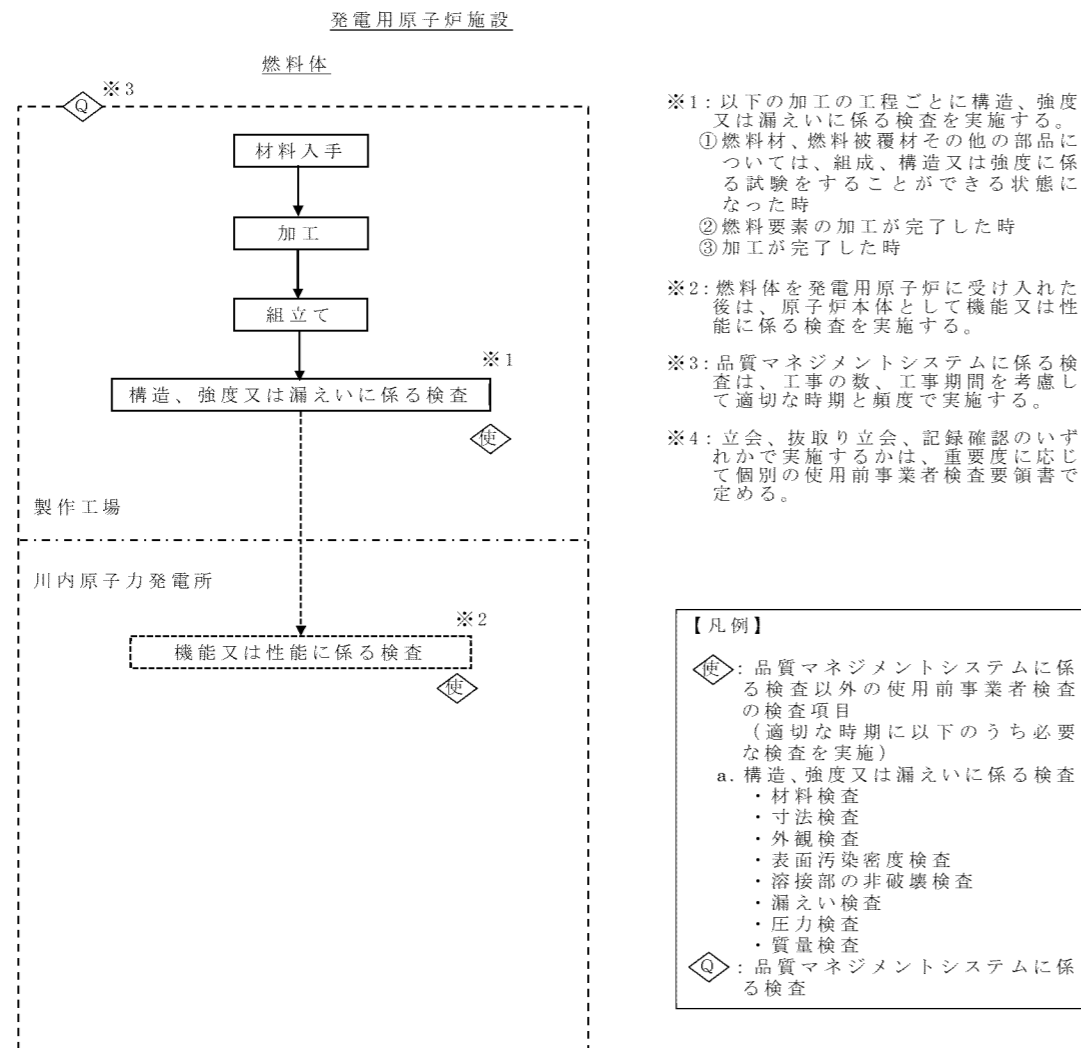 発電用原子炉施設
燃料体
※3
Q
材料入手
加工
組立て
※1
構造、強度又は漏えいに係る検査
使
製作工場
川内原子力発電所
※2
機能又は性能に係る検査
使
※1:以下の加工の工程ごとに構造、強度
又は漏えいに係る検査を実施する。
①燃料材、燃料被覆材その他の部品に
ついては、組成、構造又は強度に係
る試験をすることができる状態に
なった時
②燃料要素の加工が完了した時
③加工が完了した時
※2:燃料体を発電用原子炉に受け入れた
後は、原子炉本体として機能又は性
能に係る検査を実施する。
※3:品質マネジメントシステムに係る検
査は、工事の数、工事期間を考慮し
て適切な時期と頻度で実施する。
※4:立会、抜取り立会、記録確認のいず
れかで実施するかは、重要度に応じ
て個別の使用前事業者検査要領書で
定める。
【凡例】
使:品質マネジメントシステムに係
る検査以外の使用前事業者検査
の検査項目
(適切な時期に以下のうち必要
な検査を実施)
a.構造、強度又は漏えいに係る検査
・材料検査
・寸法検査
・外観検査
・表面汚染密度検査
・溶接部の非破壊検査
・漏えい検査
・圧力検査
・質量検査
Q:品質マネジメントシステムに係
る検査